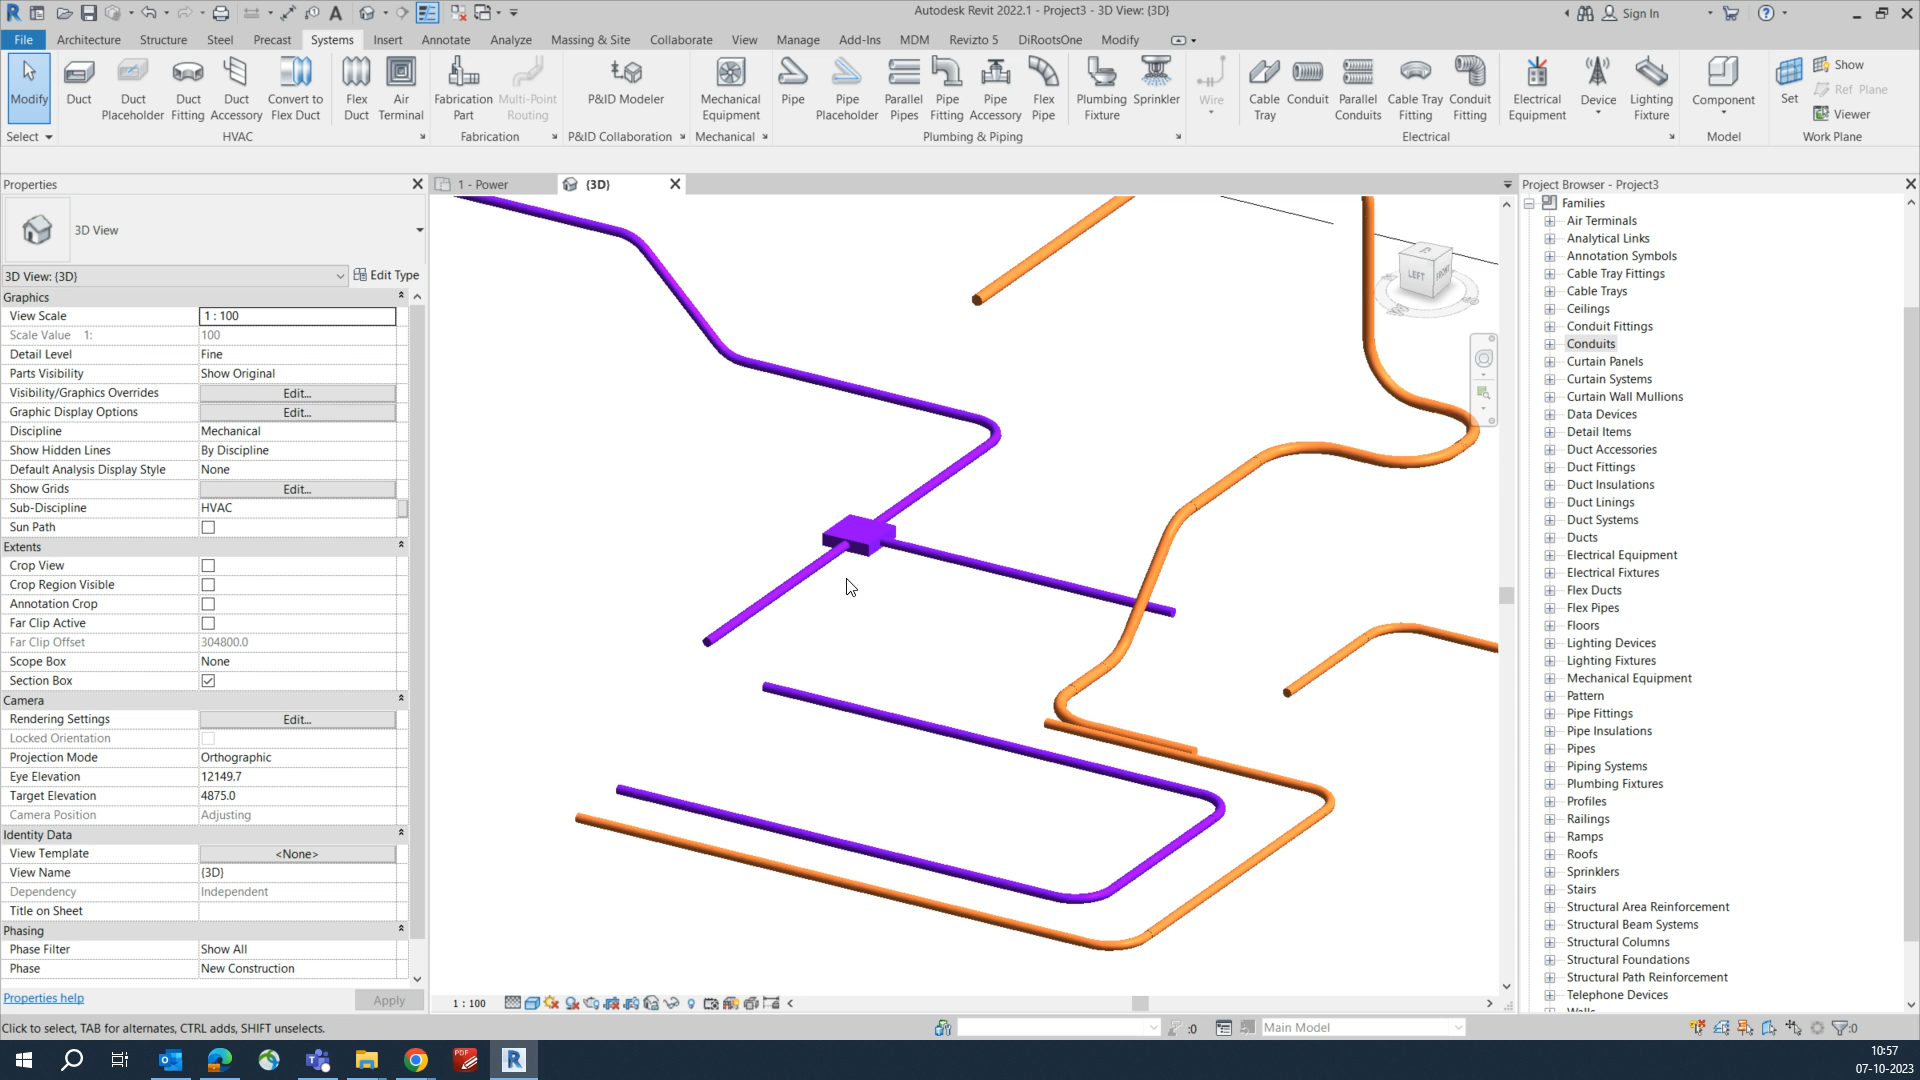 Autodesk Revit 2022.1 - Project3 - 3D View: {3D}
Sign In
File Architecture Structure Steel Precast Systems Insert Annotate Analyze Massing & Site Collaborate View Manage Add-Ins MDM Revizto 5 DiRootsOne Modify
Modify
Duct
Duct Placeholder
Duct Fitting
Duct Accessory
Convert to Flex Duct
Flex Duct
Air Terminal
Fabrication Part
Multi-Point Routing
P&ID Modeler
Mechanical Equipment
Pipe
Pipe Placeholder
Parallel Pipes
Pipe Fitting
Pipe Accessory
Flex Pipe
Plumbing Fixture
Sprinkler
Wire
Cable Tray
Conduit
Parallel Conduits
Cable Tray Fitting
Conduit Fitting
Electrical Equipment
Device
Lighting Fixture
Component
Set
Show
Ref Plane
Viewer
Select HVAC Fabrication P&ID Collaboration Mechanical Plumbing & Piping Electrical Model Work Plane
Properties
3D View
3D View: {3D} Edit Type
Graphics
View Scale 1 : 100
Scale Value 1: 100
Detail Level Fine
Parts Visibility Show Original
Visibility/Graphics Overrides Edit...
Graphic Display Options Edit...
Discipline Mechanical
Show Hidden Lines By Discipline
Default Analysis Display Style None
Show Grids Edit...
Sub-Discipline HVAC
Sun Path
Extents
Crop View
Crop Region Visible
Annotation Crop
Far Clip Active
Far Clip Offset 304800.0
Scope Box None
Section Box
Camera
Rendering Settings Edit...
Locked Orientation
Projection Mode Orthographic
Eye Elevation 12149.7
Target Elevation 4875.0
Camera Position Adjusting
Identity Data
View Template <None>
View Name {3D}
Dependency Independent
Title on Sheet
Phasing
Phase Filter Show All
Phase New Construction
Properties help Apply
1 - Power {3D}
LEFT FRONT
1 : 100
Project Browser - Project3
Families
Air Terminals
Analytical Links
Annotation Symbols
Cable Tray Fittings
Cable Trays
Ceilings
Conduit Fittings
Conduits
Curtain Panels
Curtain Systems
Curtain Wall Mullions
Data Devices
Detail Items
Duct Accessories
Duct Fittings
Duct Insulations
Duct Linings
Duct Systems
Ducts
Electrical Equipment
Electrical Fixtures
Flex Ducts
Flex Pipes
Floors
Lighting Devices
Lighting Fixtures
Mechanical Equipment
Pattern
Pipe Fittings
Pipe Insulations
Pipes
Piping Systems
Plumbing Fixtures
Profiles
Railings
Ramps
Roofs
Sprinklers
Stairs
Structural Area Reinforcement
Structural Beam Systems
Structural Columns
Structural Foundations
Structural Path Reinforcement
Telephone Devices
Click to select, TAB for alternates, CTRL adds, SHIFT unselects.
:0
Main Model
:0
PDF
10:57
07-10-2023